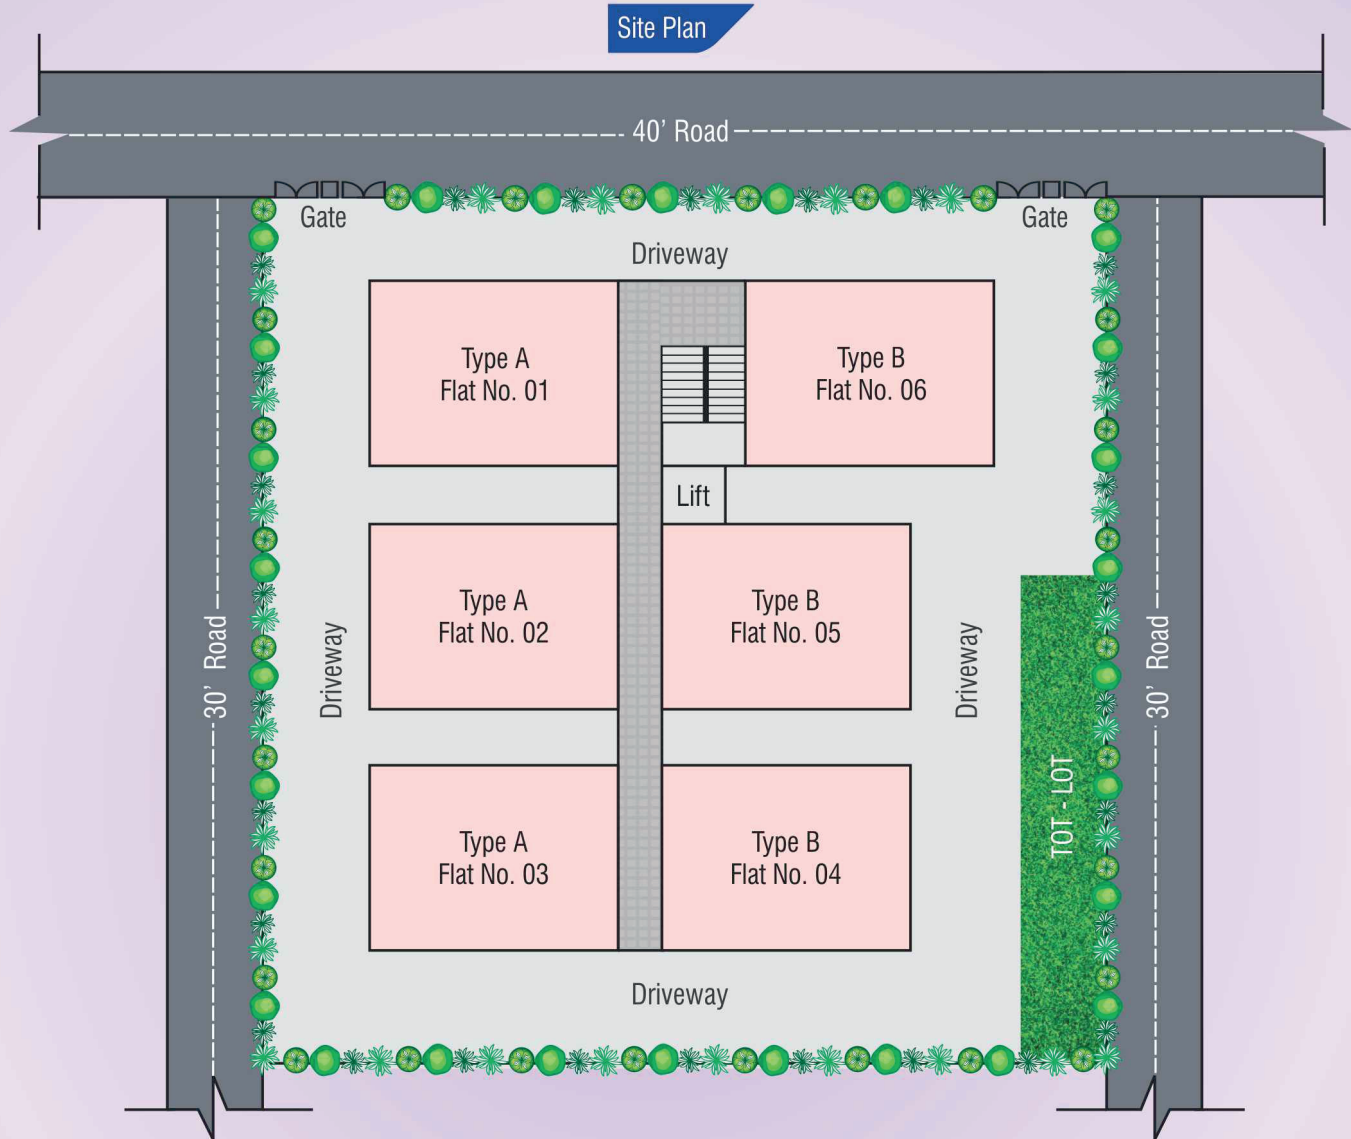 Site Plan
40’ Road
Gate
Gate
Driveway
Type A
Flat No. 01
Type B
Flat No. 06
Lift
Type A
Flat No. 02
Type B
Flat No. 05
30’ Road
Driveway
Driveway
30’ Road
TOT - LOT
Type A
Flat No. 03
Type B
Flat No. 04
Driveway